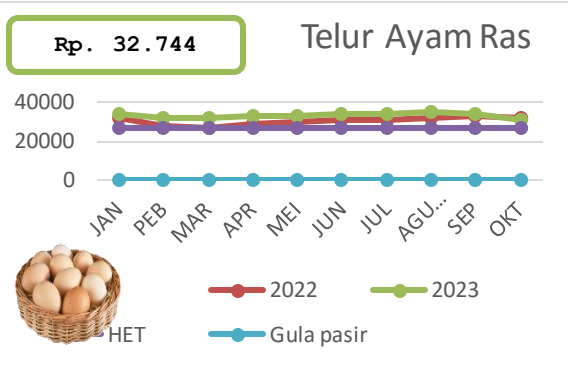 Rp. 32.744
Telur Ayam Ras
40000
20000
0
JAN PEB MAR APR MEI JUN JUL AGU... SEP OKT
2022 2023
HET Gula pasir